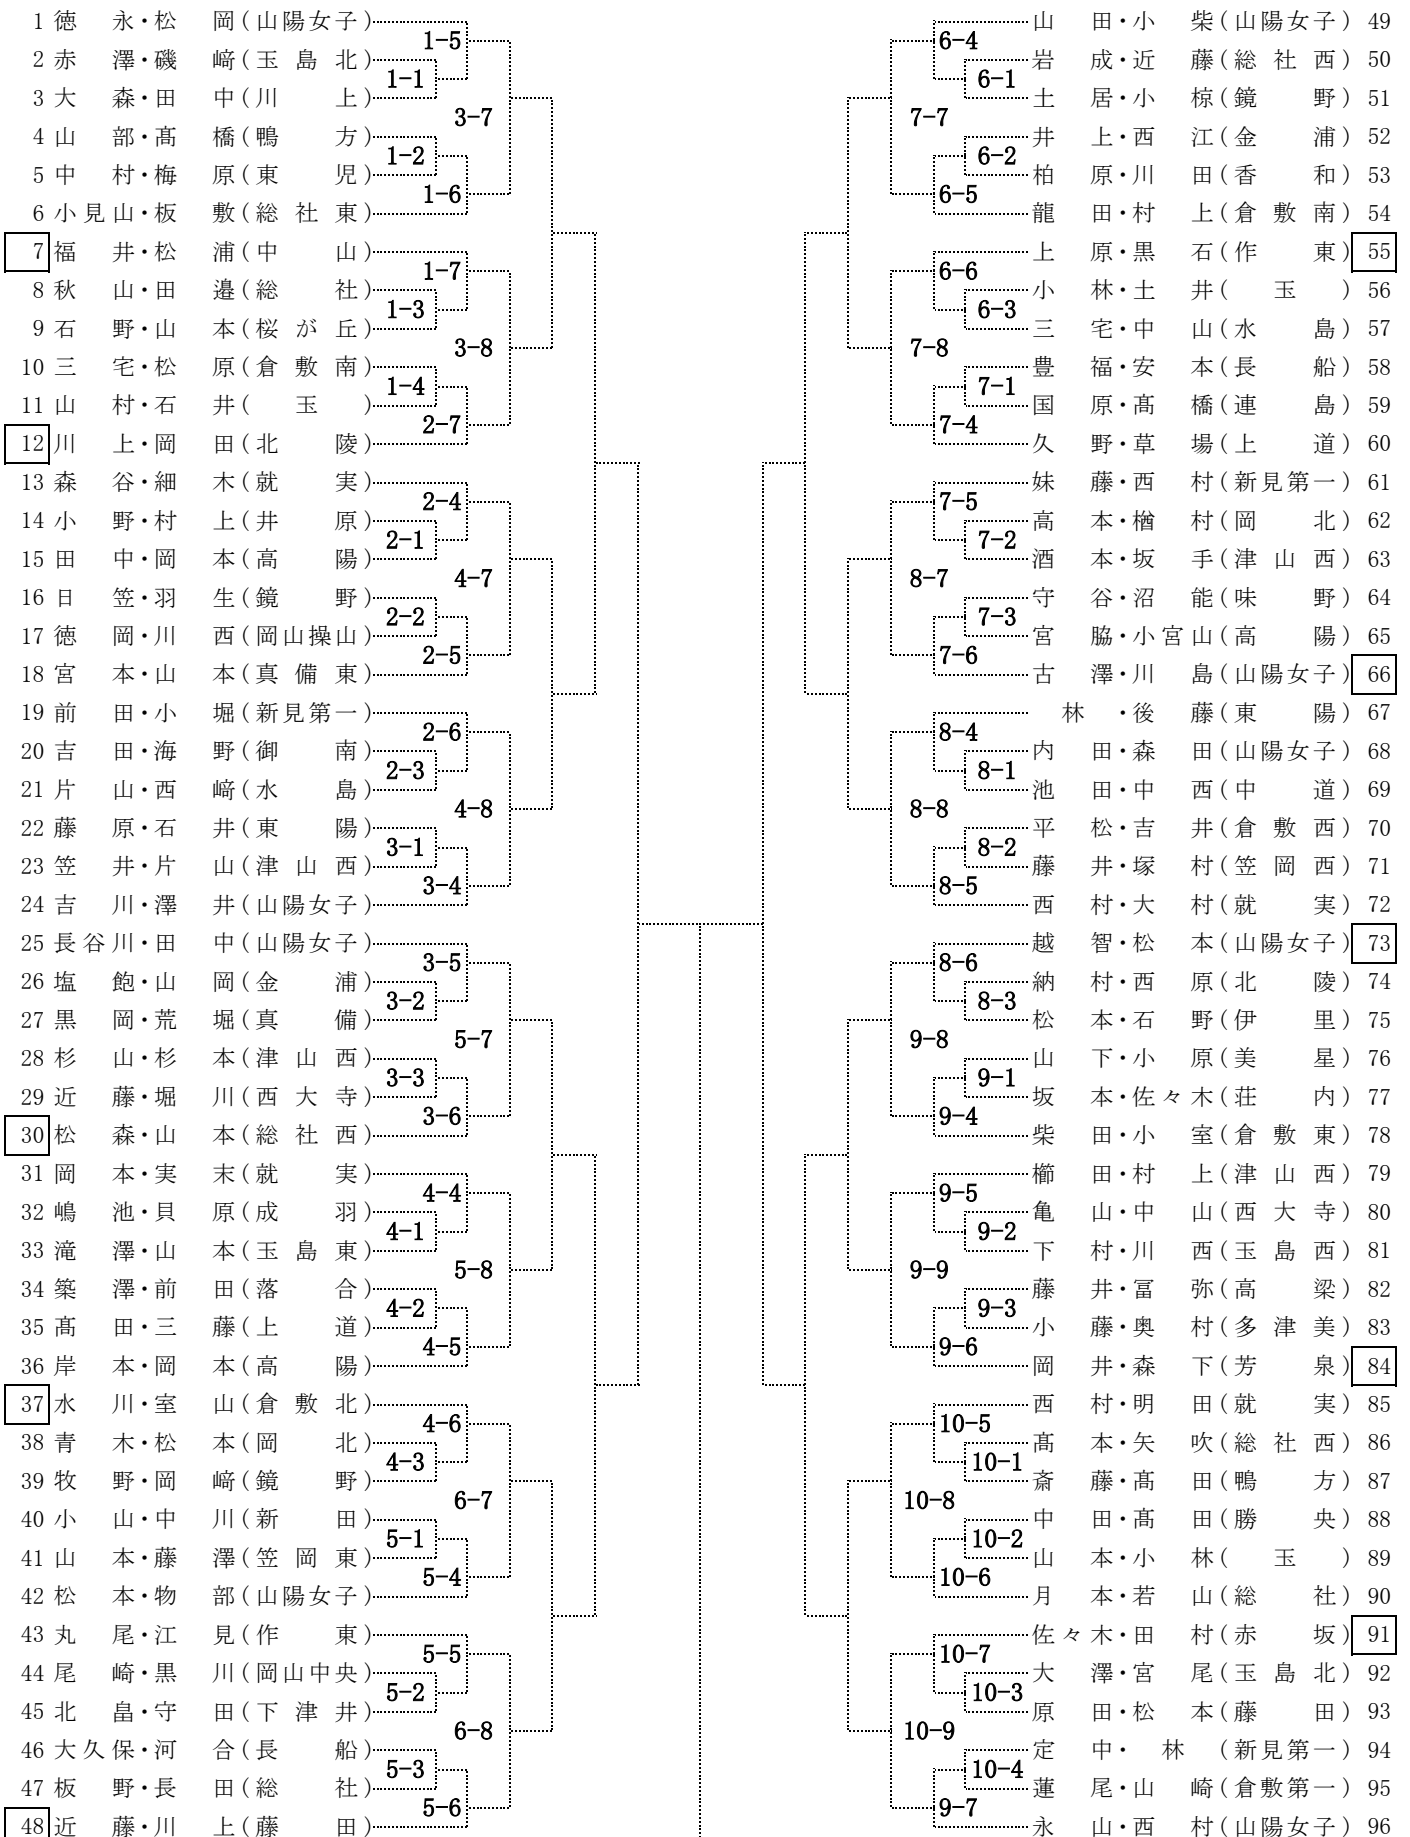 1 徳永・松岡(山陽女子)
2 赤澤・磯﨑(玉島北)
3 大森・田中(川上)
4 山部・髙橋(鴨方)
5 中村・梅原(東児)
6 小見山・板敷(総社東)
7 福井・松浦(中山)
8 秋山・田邉(総社)
9 石野・山本(桜が丘)
10 三宅・松原(倉敷南)
11 山村・石井(玉)
12 川上・岡田(北陵)
13 森谷・細木(就実)
14 小野・村上(井原)
15 田中・岡本(高陽)
16 日笠・羽生(鏡野)
17 徳岡・川西(岡山操山)
18 宮本・山本(真備東)
19 前田・小堀(新見第一)
20 吉田・海野(御南)
21 片山・西﨑(水島)
22 藤原・石井(東陽)
23 笠井・片山(津山西)
24 吉川・澤井(山陽女子)
25 長谷川・田中(山陽女子)
26 塩飽・山岡(金浦)
27 黒岡・荒堀(真備)
28 杉山・杉本(津山西)
29 近藤・堀川(西大寺)
30 松森・山本(総社西)
31 岡本・実末(就実)
32 嶋池・貝原(成羽)
33 滝澤・山本(玉島東)
34 築澤・前田(落合)
35 髙田・三藤(上道)
36 岸本・岡本(高陽)
37 水川・室山(倉敷北)
38 青木・松本(岡北)
39 牧野・岡﨑(鏡野)
40 小山・中川(新田)
41 山本・藤澤(笠岡東)
42 松本・物部(山陽女子)
43 丸尾・江見(作東)
44 尾崎・黒川(岡山中央)
45 北畠・守田(下津井)
46 大久保・河合(長船)
47 板野・長田(総社)
48 近藤・川上(藤田)
1-5
1-1
3-7
1-2
1-6
1-7
1-3
3-8
1-4
2-7
2-4
2-1
4-7
2-2
2-5
2-6
2-3
4-8
3-1
3-4
3-5
3-2
5-7
3-3
3-6
4-4
4-1
5-8
4-2
4-5
4-6
4-3
6-7
5-1
5-4
5-5
5-2
6-8
5-3
5-6
6-4
6-1
7-7
6-2
6-5
6-6
6-3
7-8
7-1
7-4
7-5
7-2
8-7
7-3
7-6
8-4
8-1
8-8
8-2
8-5
8-6
8-3
9-8
9-1
9-4
9-5
9-2
9-9
9-3
9-6
10-5
10-1
10-8
10-2
10-6
10-7
10-3
10-9
10-4
9-7
山田・小柴(山陽女子) 49
岩成・近藤(総社西) 50
土居・小椋(鏡野) 51
井上・西江(金浦) 52
柏原・川田(香和) 53
龍田・村上(倉敷南) 54
上原・黒石(作東) 55
小林・土井(玉) 56
三宅・中山(水島) 57
豊福・安本(長船) 58
国原・髙橋(連島) 59
久野・草場(上道) 60
妹藤・西村(新見第一) 61
高本・楢村(岡北) 62
酒本・坂手(津山西) 63
守谷・沼能(味野) 64
宮脇・小宮山(高陽) 65
古澤・川島(山陽女子) 66
林・後藤(東陽) 67
内田・森田(山陽女子) 68
池田・中西(中道) 69
平松・吉井(倉敷西) 70
藤井・塚村(笠岡西) 71
西村・大村(就実) 72
越智・松本(山陽女子) 73
納村・西原(北陵) 74
松本・石野(伊里) 75
山下・小原(美星) 76
坂本・佐々木(荘内) 77
柴田・小室(倉敷東) 78
櫛田・村上(津山西) 79
亀山・中山(西大寺) 80
下村・川西(玉島西) 81
藤井・冨弥(高梁) 82
小藤・奥村(多津美) 83
岡井・森下(芳泉) 84
西村・明田(就実) 85
髙本・矢吹(総社西) 86
斎藤・髙田(鴨方) 87
中田・髙田(勝央) 88
山本・小林(玉) 89
月本・若山(総社) 90
佐々木・田村(赤坂) 91
大澤・宮尾(玉島北) 92
原田・松本(藤田) 93
定中・林(新見第一) 94
蓮尾・山崎(倉敷第一) 95
永山・西村(山陽女子) 96